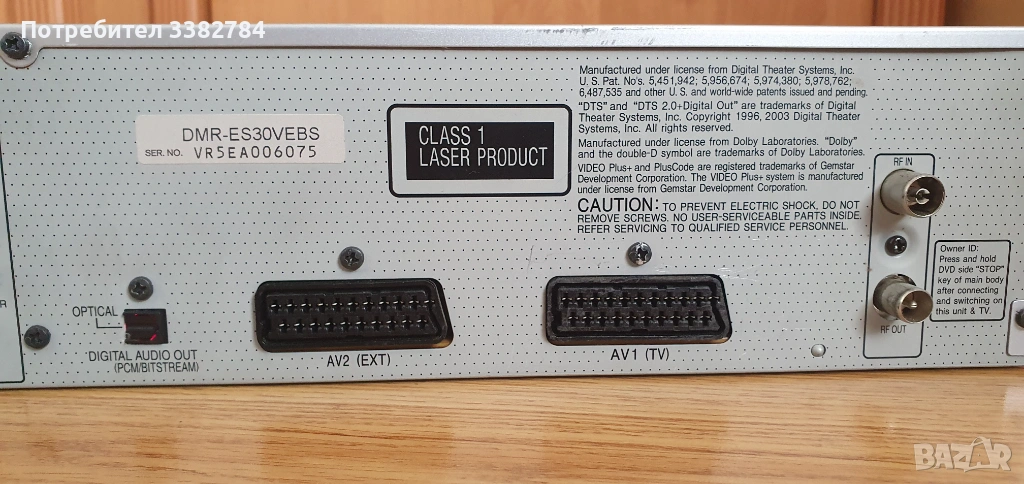 Потребител 3382784
DMR-ES30VEBS
SER. NO. VR5EA006075
CLASS 1
LASER PRODUCT
Manufactured under license from Digital Theater Systems, Inc.
U. S. Pat. No's. 5,451,942; 5,956,674; 5,974,380; 5,978,762;
6,487,535 and other U. S. and world-wide patents issued and pending.
"DTS" and "DTS 2.0+Digital Out" are trademarks of Digital
Theater Systems, Inc. Copyright 1996, 2003 Digital Theater
Systems, Inc. All rights reserved.
Manufactured under license from Dolby Laboratories. "Dolby"
and the double-D symbol are trademarks of Dolby Laboratories.
VIDEO Plus+ and PlusCode are registered trademarks of Gemstar
Development Corporation. The VIDEO Plus+ system is manufactured
under license from Gemstar Development Corporation.
CAUTION: TO PREVENT ELECTRIC SHOCK, DO NOT
REMOVE SCREWS. NO USER-SERVICEABLE PARTS INSIDE.
REFER SERVICING TO QUALIFIED SERVICE PERSONNEL.
RF IN
RF OUT
Owner ID:
Press and hold
DVD side "STOP"
key of main body
after connecting
and switching on
this unit & TV.
R
OPTICAL
DIGITAL AUDIO OUT
(PCM/BITSTREAM)
AV2 (EXT)
AV1 (TV)
BAZAR